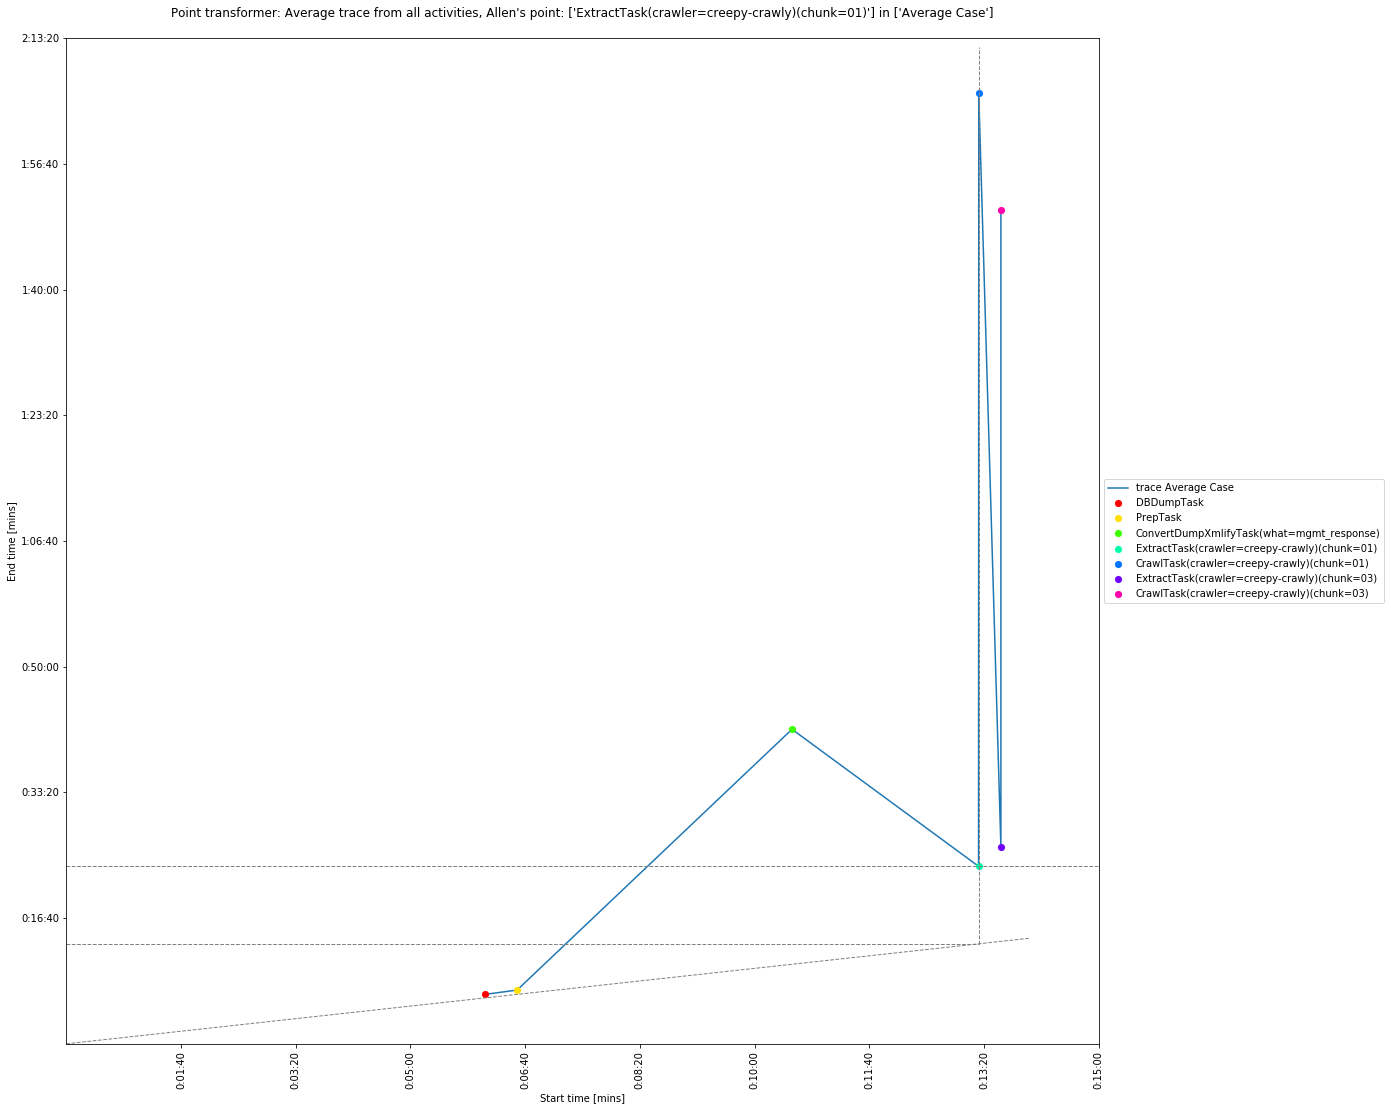 Point transformer: Average trace from all activities, Allen's point: ['ExtractTask(crawler=creepy-crawly)(chunk=01)'] in ['Average Case']
2:13:20
1:56:40
1:40:00
1:23:20
1:06:40
0:50:00
0:33:20
0:16:40
End time [mins]
0:01:40
0:03:20
0:05:00
0:06:40
0:08:20
0:10:00
0:11:40
0:13:20
0:15:00
Start time [mins]
trace Average Case
DBDumpTask
PrepTask
ConvertDumpXmlifyTask(what=mgmt_response)
ExtractTask(crawler=creepy-crawly)(chunk=01)
CrawlTask(crawler=creepy-crawly)(chunk=01)
ExtractTask(crawler=creepy-crawly)(chunk=03)
CrawlTask(crawler=creepy-crawly)(chunk=03)